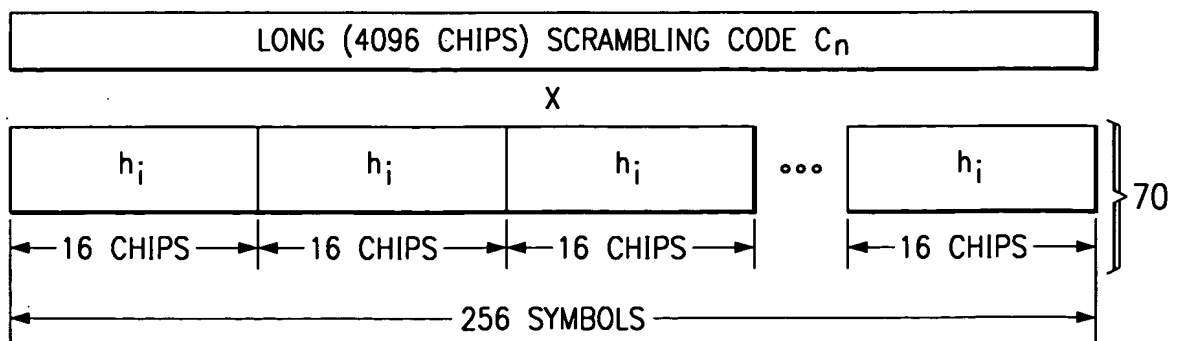 LONG (4096 CHIPS) SCRAMBLING CODE Cn
X
hi hi hi ooo hi
70
16 CHIPS 16 CHIPS 16 CHIPS 16 CHIPS
256 SYMBOLS